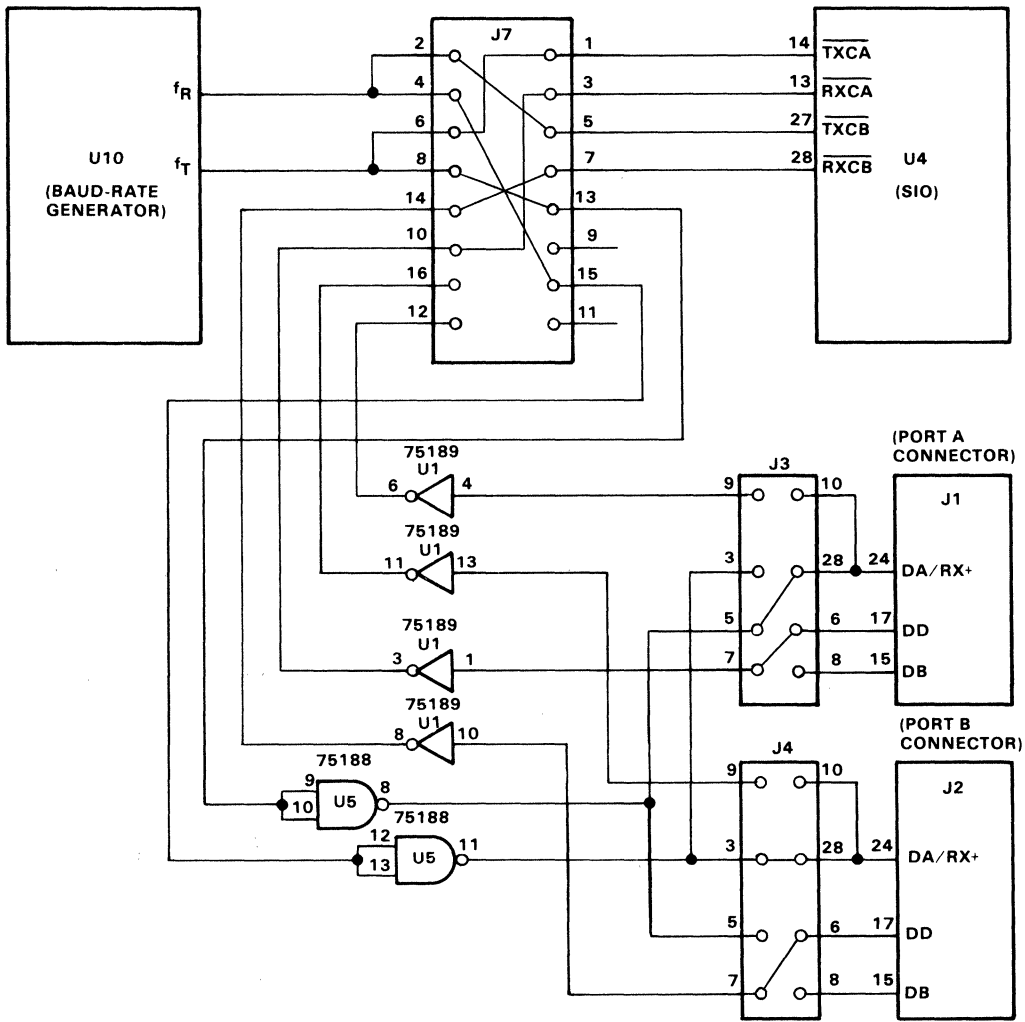 J7
2
1
14
TXCA
fR
4
3
13
RXCA
6
5
27
TXCB
U10
fT
8
7
28
RXCB
U4
(BAUD-RATE
GENERATOR)
(SIO)
14
13
10
9
16
15
12
11
(PORT A
CONNECTOR)
75189
U1
6
4
J3
9
10
J1
75189
U1
11
13
3
28
24
DA/RX+
5
6
17
DD
75189
U1
3
1
7
8
15
DB
75189
U1
8
10
(PORT B
CONNECTOR)
J4
75188
9
10
U5
8
9
10
J2
75188
12
13
U5
11
3
28
24
DA/RX+
5
6
17
DD
7
8
15
DB